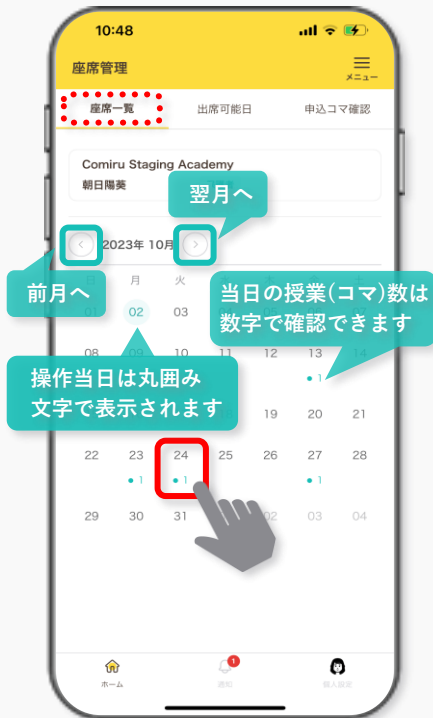 10:48
座席管理
メニュー
座席一覧
出席可能日
申込コマ確認
Comiru Staging Academy
朝日陽葵
翌月へ
2023年 10月
前月へ
日 月 火
当日の授業(コマ)数は
数字で確認できます
01 02 03
08 09 10 11 12 13 14
1
操作当日は丸囲み
文字で表示されます
19 20 21
22 23 24 25 26 27 28
1 1 1
29 30 31 02 03 04
1
ホーム
通知
個人設定